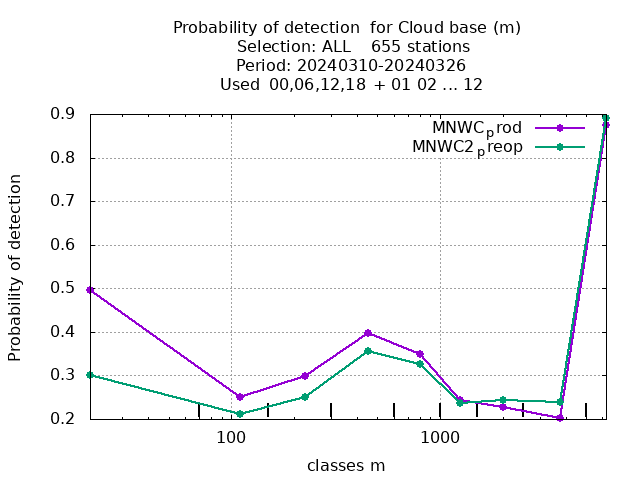 Probability of detection  for Cloud base (m)
Selection: ALL    655 stations
Period: 20240310-20240326
Used  00,06,12,18  + 01 02 ... 12
MNWCprod
MNWC2preop
0.9
0.8
0.7
0.6
0.5
0.4
0.3
0.2
Probability of detection
100 1000
classes m